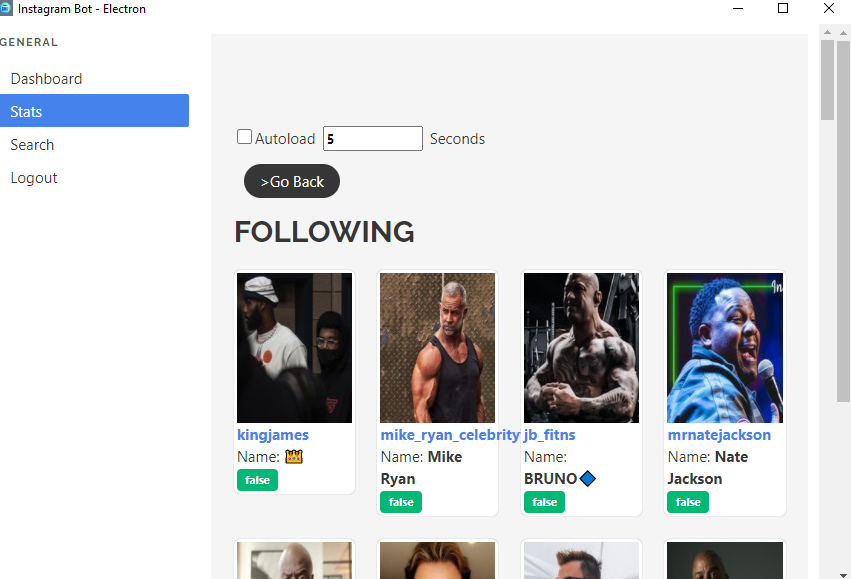 Instagram Bot - Electron
GENERAL
Dashboard
Stats
Search
Logout
Autoload 5 Seconds
>Go Back
FOLLOWING
kingjames
Name: 👑
false
mike_ryan_celebrity
Name: Mike
Ryan
false
jb_fitns
Name:
BRUNO🔷
false
In
mrnatejackson
Name: Nate
Jackson
false